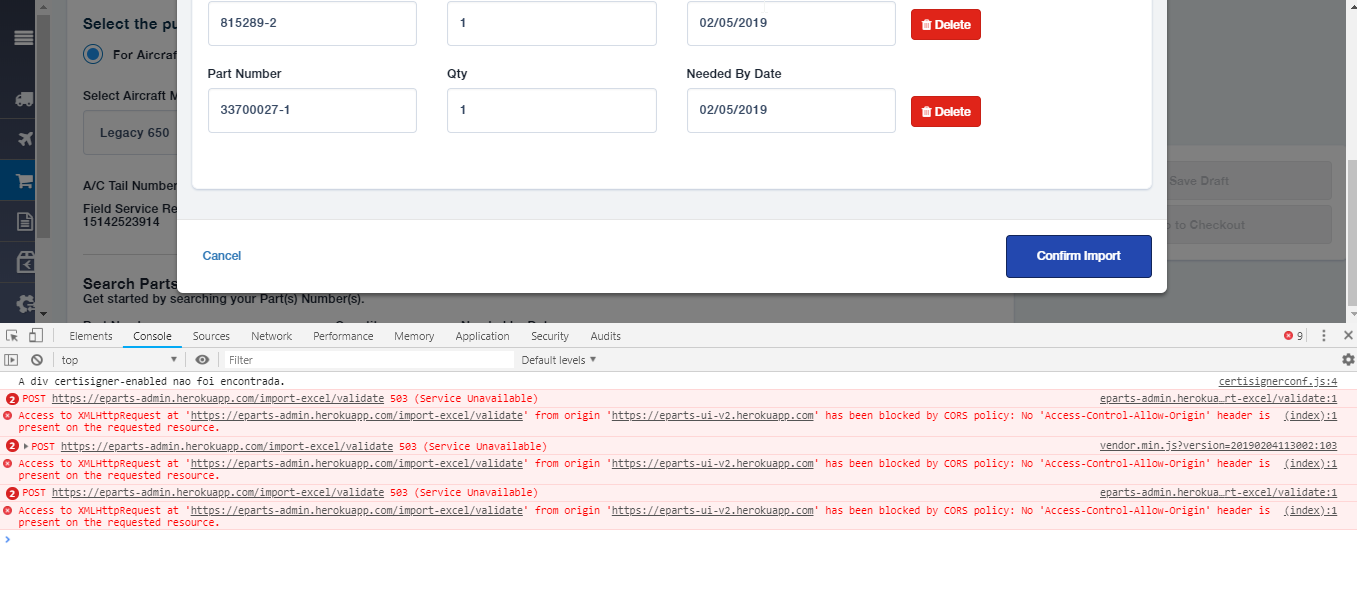 Select the pu
815289-2
1
02/05/2019
Delete
For Aircraf
Part Number
Qty
Needed By Date
Select Aircraft M
33700027-1
1
02/05/2019
Delete
Legacy 650
Save Draft
A/C Tail Number
Field Service Re
15142523914
to Checkout
Cancel
Confirm Import
Search Parts
Get started by searching your Part(s) Number(s).
Elements Console Sources Network Performance Memory Application Security Audits 9
top Filter Default levels
A div certisigner-enabled nao foi encontrada. certisignerconf.js:4
2 POST https://eparts-admin.herokuapp.com/import-excel/validate 503 (Service Unavailable) eparts-admin.herokua…rt-excel/validate:1
Access to XMLHttpRequest at 'https://eparts-admin.herokuapp.com/import-excel/validate' from origin 'https://eparts-ui-v2.herokuapp.com' has been blocked by CORS policy: No 'Access-Control-Allow-Origin' header is (index):1
present on the requested resource.
2 POST https://eparts-admin.herokuapp.com/import-excel/validate 503 (Service Unavailable) vendor.min.js?version=20190204113002:103
Access to XMLHttpRequest at 'https://eparts-admin.herokuapp.com/import-excel/validate' from origin 'https://eparts-ui-v2.herokuapp.com' has been blocked by CORS policy: No 'Access-Control-Allow-Origin' header is (index):1
present on the requested resource.
2 POST https://eparts-admin.herokuapp.com/import-excel/validate 503 (Service Unavailable) eparts-admin.herokua…rt-excel/validate:1
Access to XMLHttpRequest at 'https://eparts-admin.herokuapp.com/import-excel/validate' from origin 'https://eparts-ui-v2.herokuapp.com' has been blocked by CORS policy: No 'Access-Control-Allow-Origin' header is (index):1
present on the requested resource.